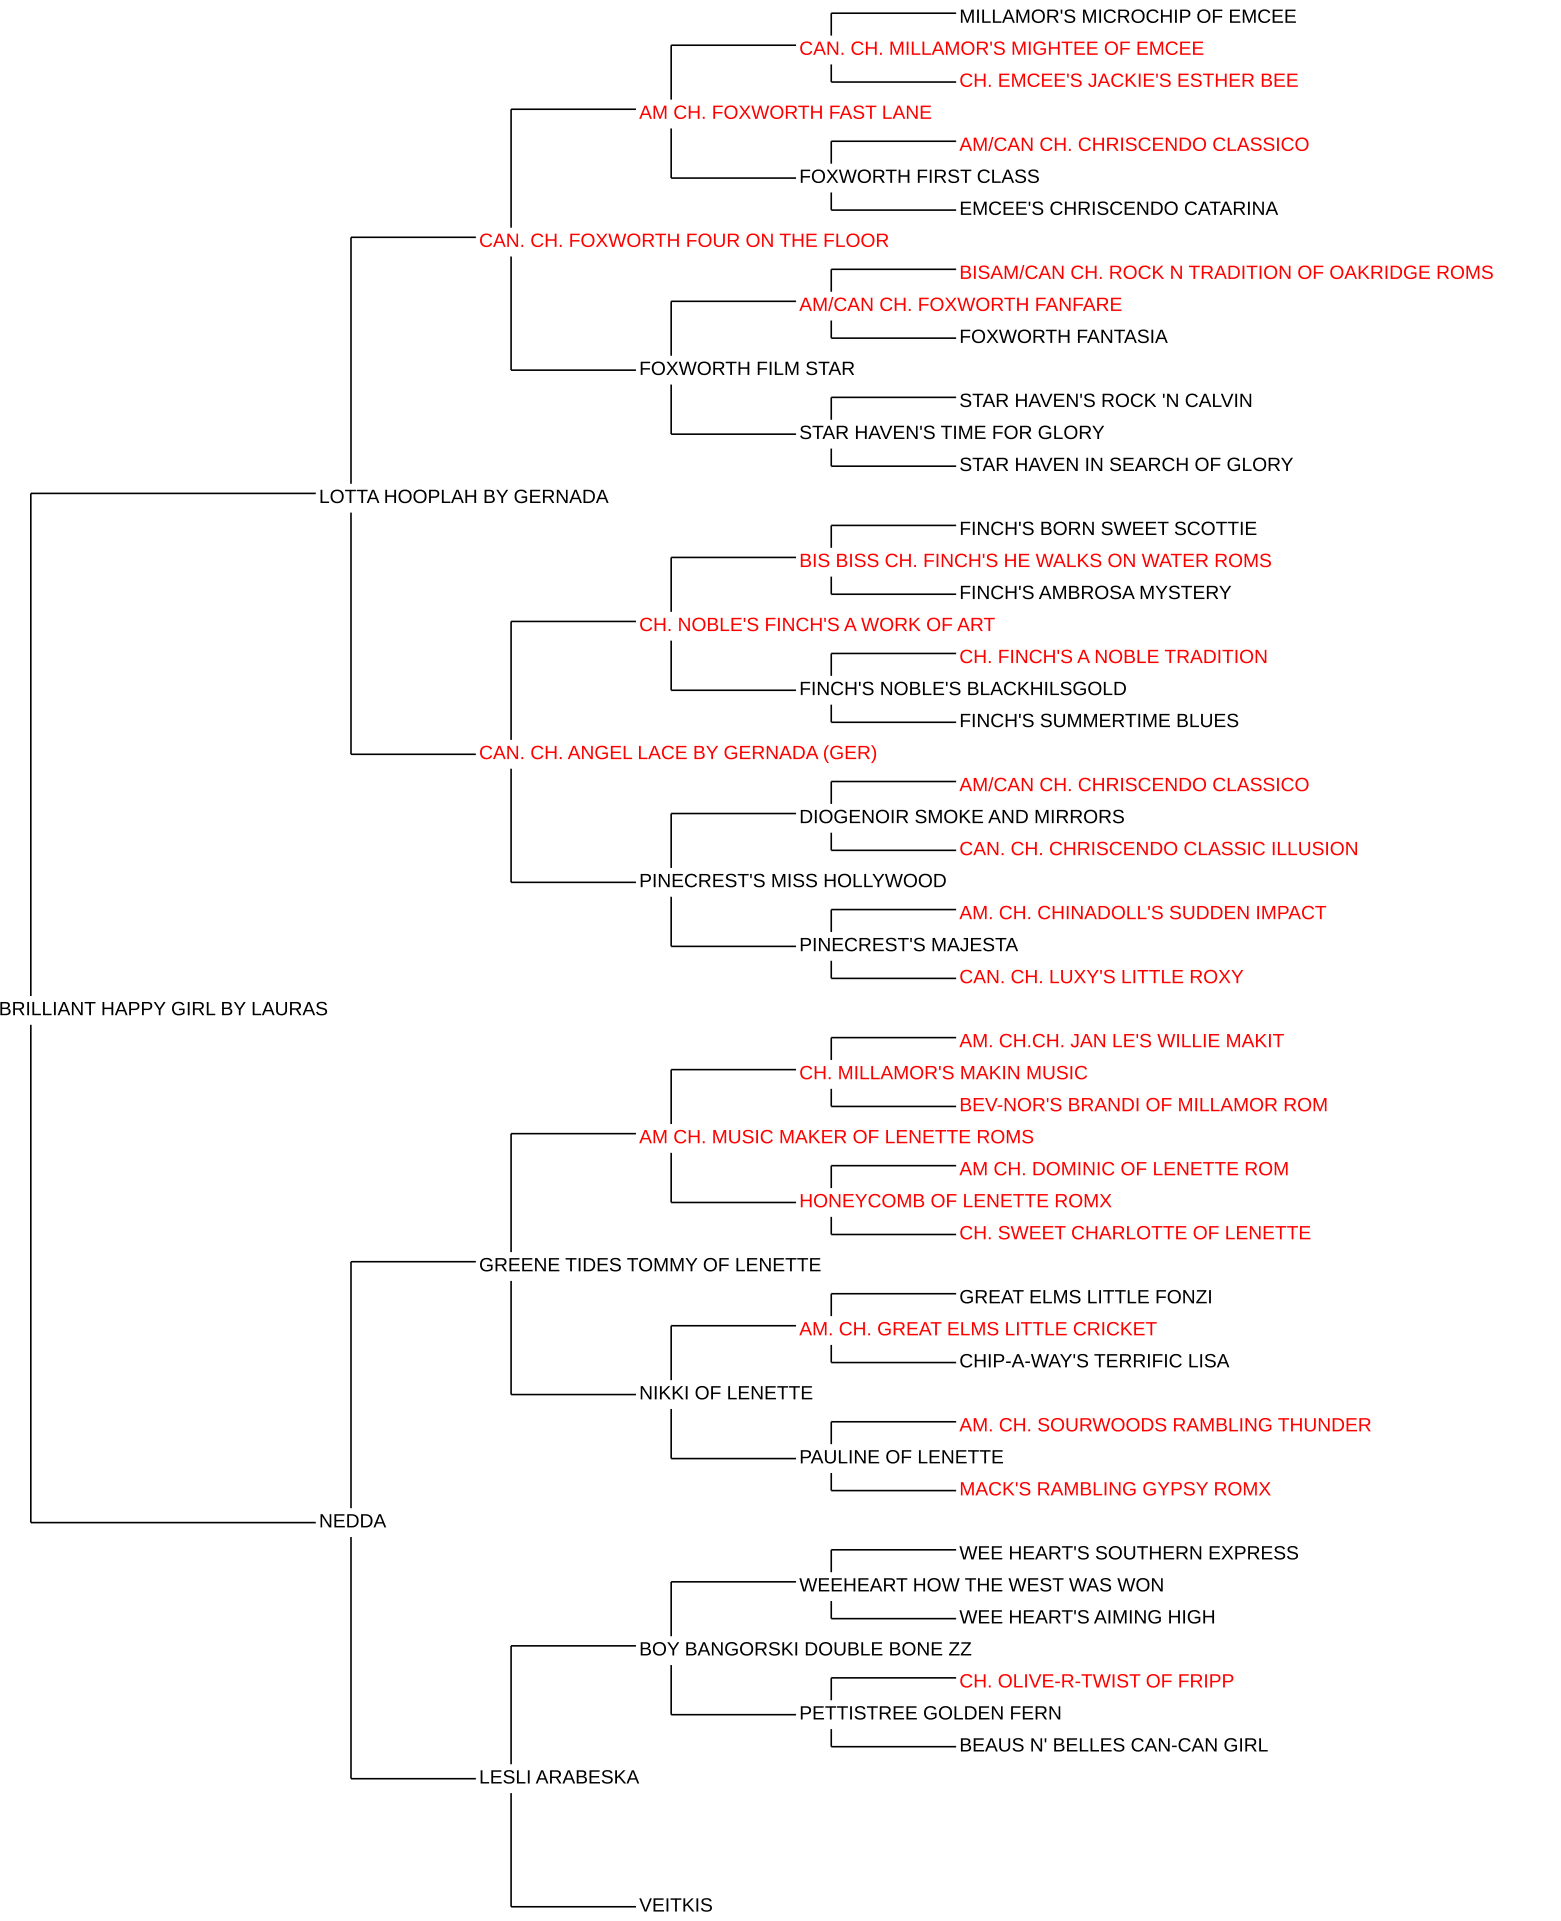 MILLAMOR'S MICROCHIP OF EMCEE
CAN. CH. MILLAMOR'S MIGHTEE OF EMCEE
CH. EMCEE'S JACKIE'S ESTHER BEE
AM CH. FOXWORTH FAST LANE
AM/CAN CH. CHRISCENDO CLASSICO
FOXWORTH FIRST CLASS
EMCEE'S CHRISCENDO CATARINA
CAN. CH. FOXWORTH FOUR ON THE FLOOR
BISAM/CAN CH. ROCK N TRADITION OF OAKRIDGE ROMS
AM/CAN CH. FOXWORTH FANFARE
FOXWORTH FANTASIA
FOXWORTH FILM STAR
STAR HAVEN'S ROCK 'N CALVIN
STAR HAVEN'S TIME FOR GLORY
STAR HAVEN IN SEARCH OF GLORY
LOTTA HOOPLAH BY GERNADA
FINCH'S BORN SWEET SCOTTIE
BIS BISS CH. FINCH'S HE WALKS ON WATER ROMS
FINCH'S AMBROSA MYSTERY
CH. NOBLE'S FINCH'S A WORK OF ART
CH. FINCH'S A NOBLE TRADITION
FINCH'S NOBLE'S BLACKHILSGOLD
FINCH'S SUMMERTIME BLUES
CAN. CH. ANGEL LACE BY GERNADA (GER)
AM/CAN CH. CHRISCENDO CLASSICO
DIOGENOIR SMOKE AND MIRRORS
CAN. CH. CHRISCENDO CLASSIC ILLUSION
PINECREST'S MISS HOLLYWOOD
AM. CH. CHINADOLL'S SUDDEN IMPACT
PINECREST'S MAJESTA
CAN. CH. LUXY'S LITTLE ROXY
BRILLIANT HAPPY GIRL BY LAURAS
AM. CH.CH. JAN LE'S WILLIE MAKIT
CH. MILLAMOR'S MAKIN MUSIC
BEV-NOR'S BRANDI OF MILLAMOR ROM
AM CH. MUSIC MAKER OF LENETTE ROMS
AM CH. DOMINIC OF LENETTE ROM
HONEYCOMB OF LENETTE ROMX
CH. SWEET CHARLOTTE OF LENETTE
GREENE TIDES TOMMY OF LENETTE
GREAT ELMS LITTLE FONZI
AM. CH. GREAT ELMS LITTLE CRICKET
CHIP-A-WAY'S TERRIFIC LISA
NIKKI OF LENETTE
AM. CH. SOURWOODS RAMBLING THUNDER
PAULINE OF LENETTE
MACK'S RAMBLING GYPSY ROMX
NEDDA
WEE HEART'S SOUTHERN EXPRESS
WEEHEART HOW THE WEST WAS WON
WEE HEART'S AIMING HIGH
BOY BANGORSKI DOUBLE BONE ZZ
CH. OLIVE-R-TWIST OF FRIPP
PETTISTREE GOLDEN FERN
BEAUS N' BELLES CAN-CAN GIRL
LESLI ARABESKA
VEITKIS